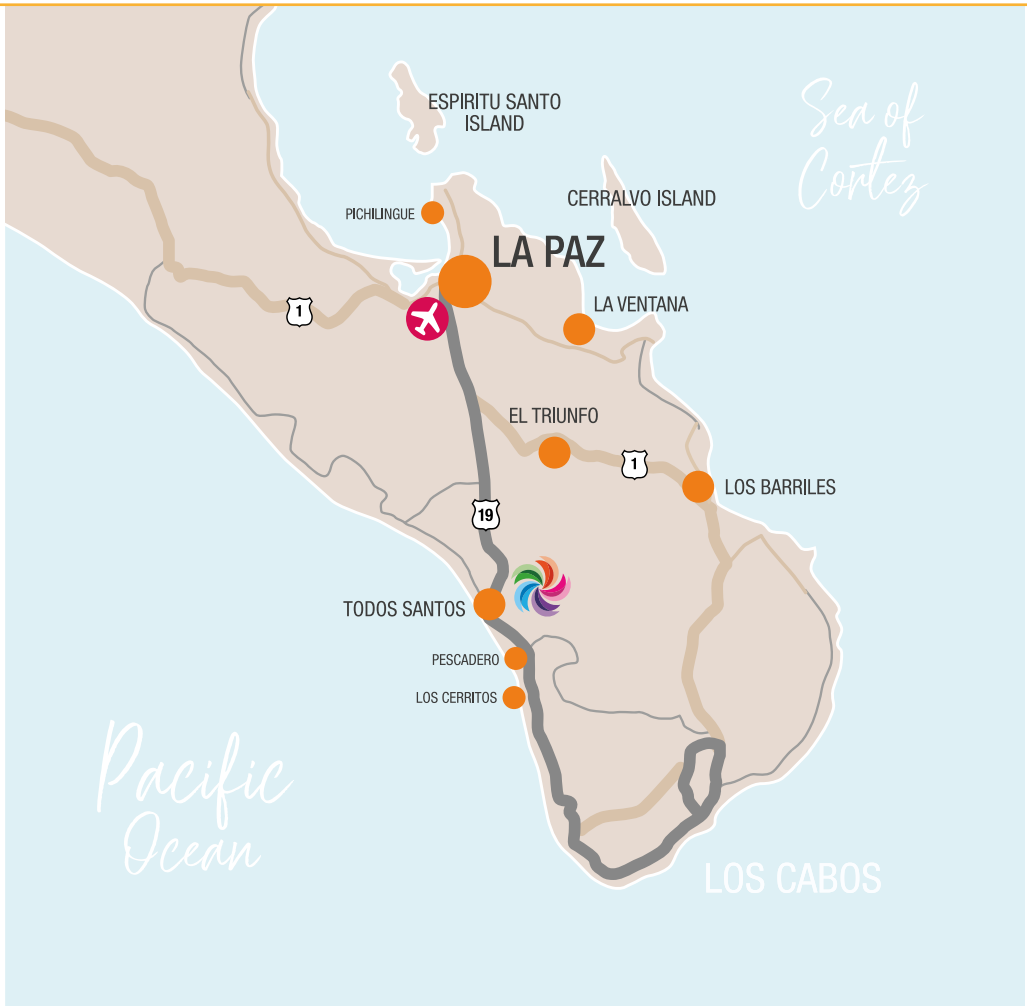 Sea of
Cortez
ESPIRITU SANTO
ISLAND
CERRALVO ISLAND
PICHILINGUE
LA PAZ
LA VENTANA
1
EL TRIUNFO
1
LOS BARRILES
19
TODOS SANTOS
PESCADERO
LOS CERRITOS
Pacific
Ocean
LOS CABOS